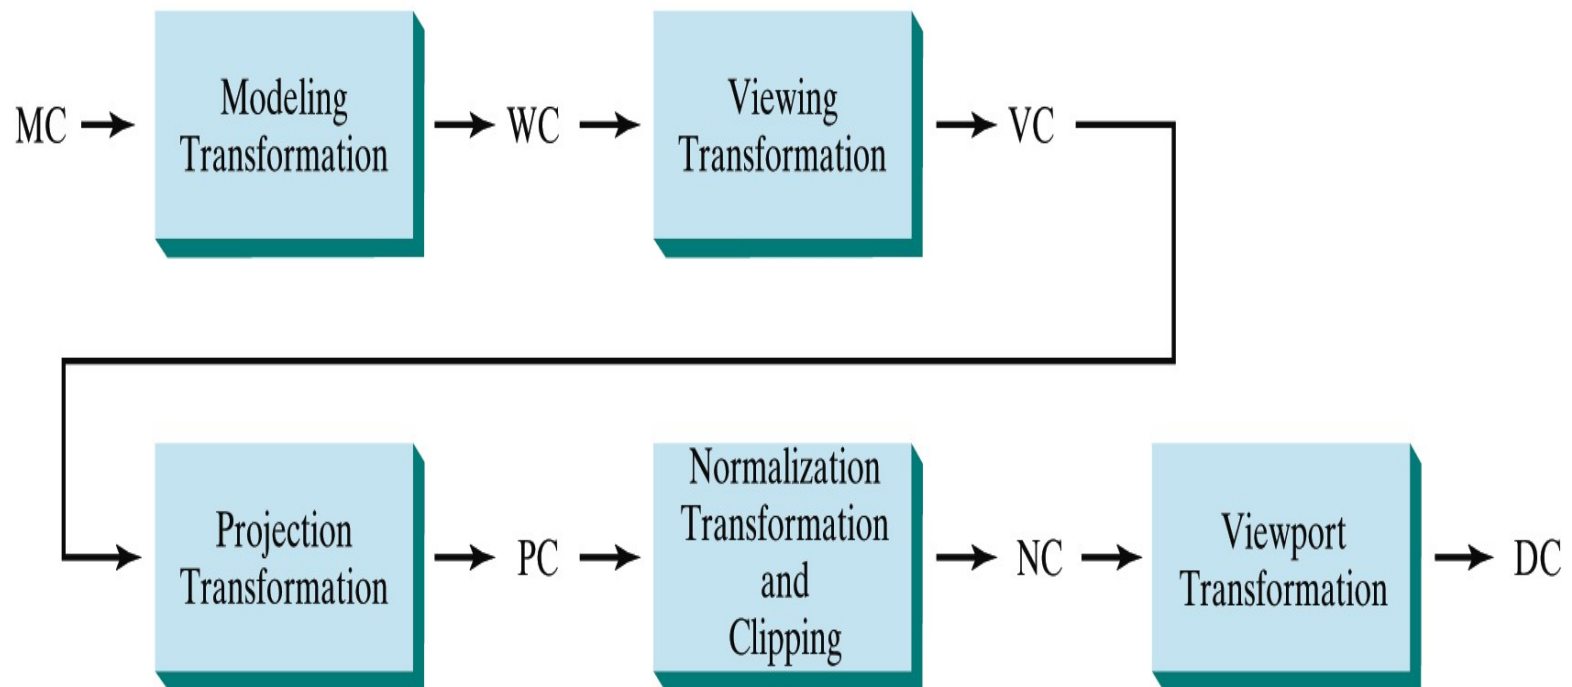 MC
Modeling
Transformation
WC
Viewing
Transformation
VC
Projection
Transformation
PC
Normalization
Transformation
and
Clipping
NC
Viewport
Transformation
DC